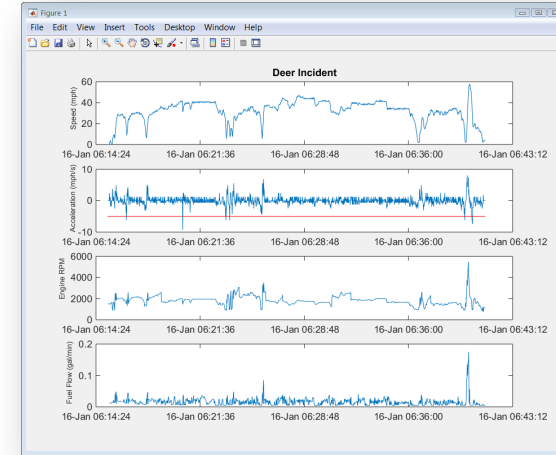 Figure 1
File Edit View Insert Tools Desktop Window Help
Deer Incident
Speed (mph)
60
40
20
0
16-Jan 06:14:24 16-Jan 06:21:36 16-Jan 06:28:48 16-Jan 06:36:00 16-Jan 06:43:12
Acceleration (mph/s)
10
0
-10
16-Jan 06:14:24 16-Jan 06:21:36 16-Jan 06:28:48 16-Jan 06:36:00 16-Jan 06:43:12
Engine RPM
6000
4000
2000
0
16-Jan 06:14:24 16-Jan 06:21:36 16-Jan 06:28:48 16-Jan 06:36:00 16-Jan 06:43:12
Fuel Flow (gal/min)
0.2
0.1
0
16-Jan 06:14:24 16-Jan 06:21:36 16-Jan 06:28:48 16-Jan 06:36:00 16-Jan 06:43:12